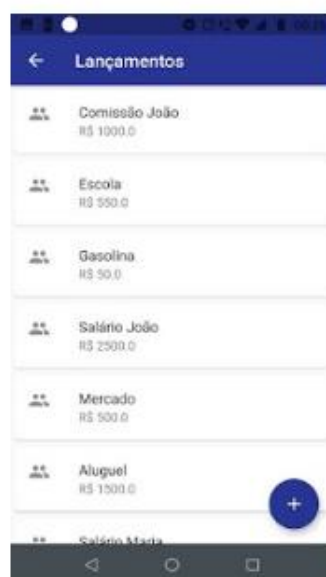 Lançamentos
Comissão João
R$ 1000.0
Escola
R$ 550.0
Gasolina
R$ 50.0
Salário João
R$ 2500.0
Mercado
R$ 500.0
Aluguel
R$ 1500.0
Salário Maria